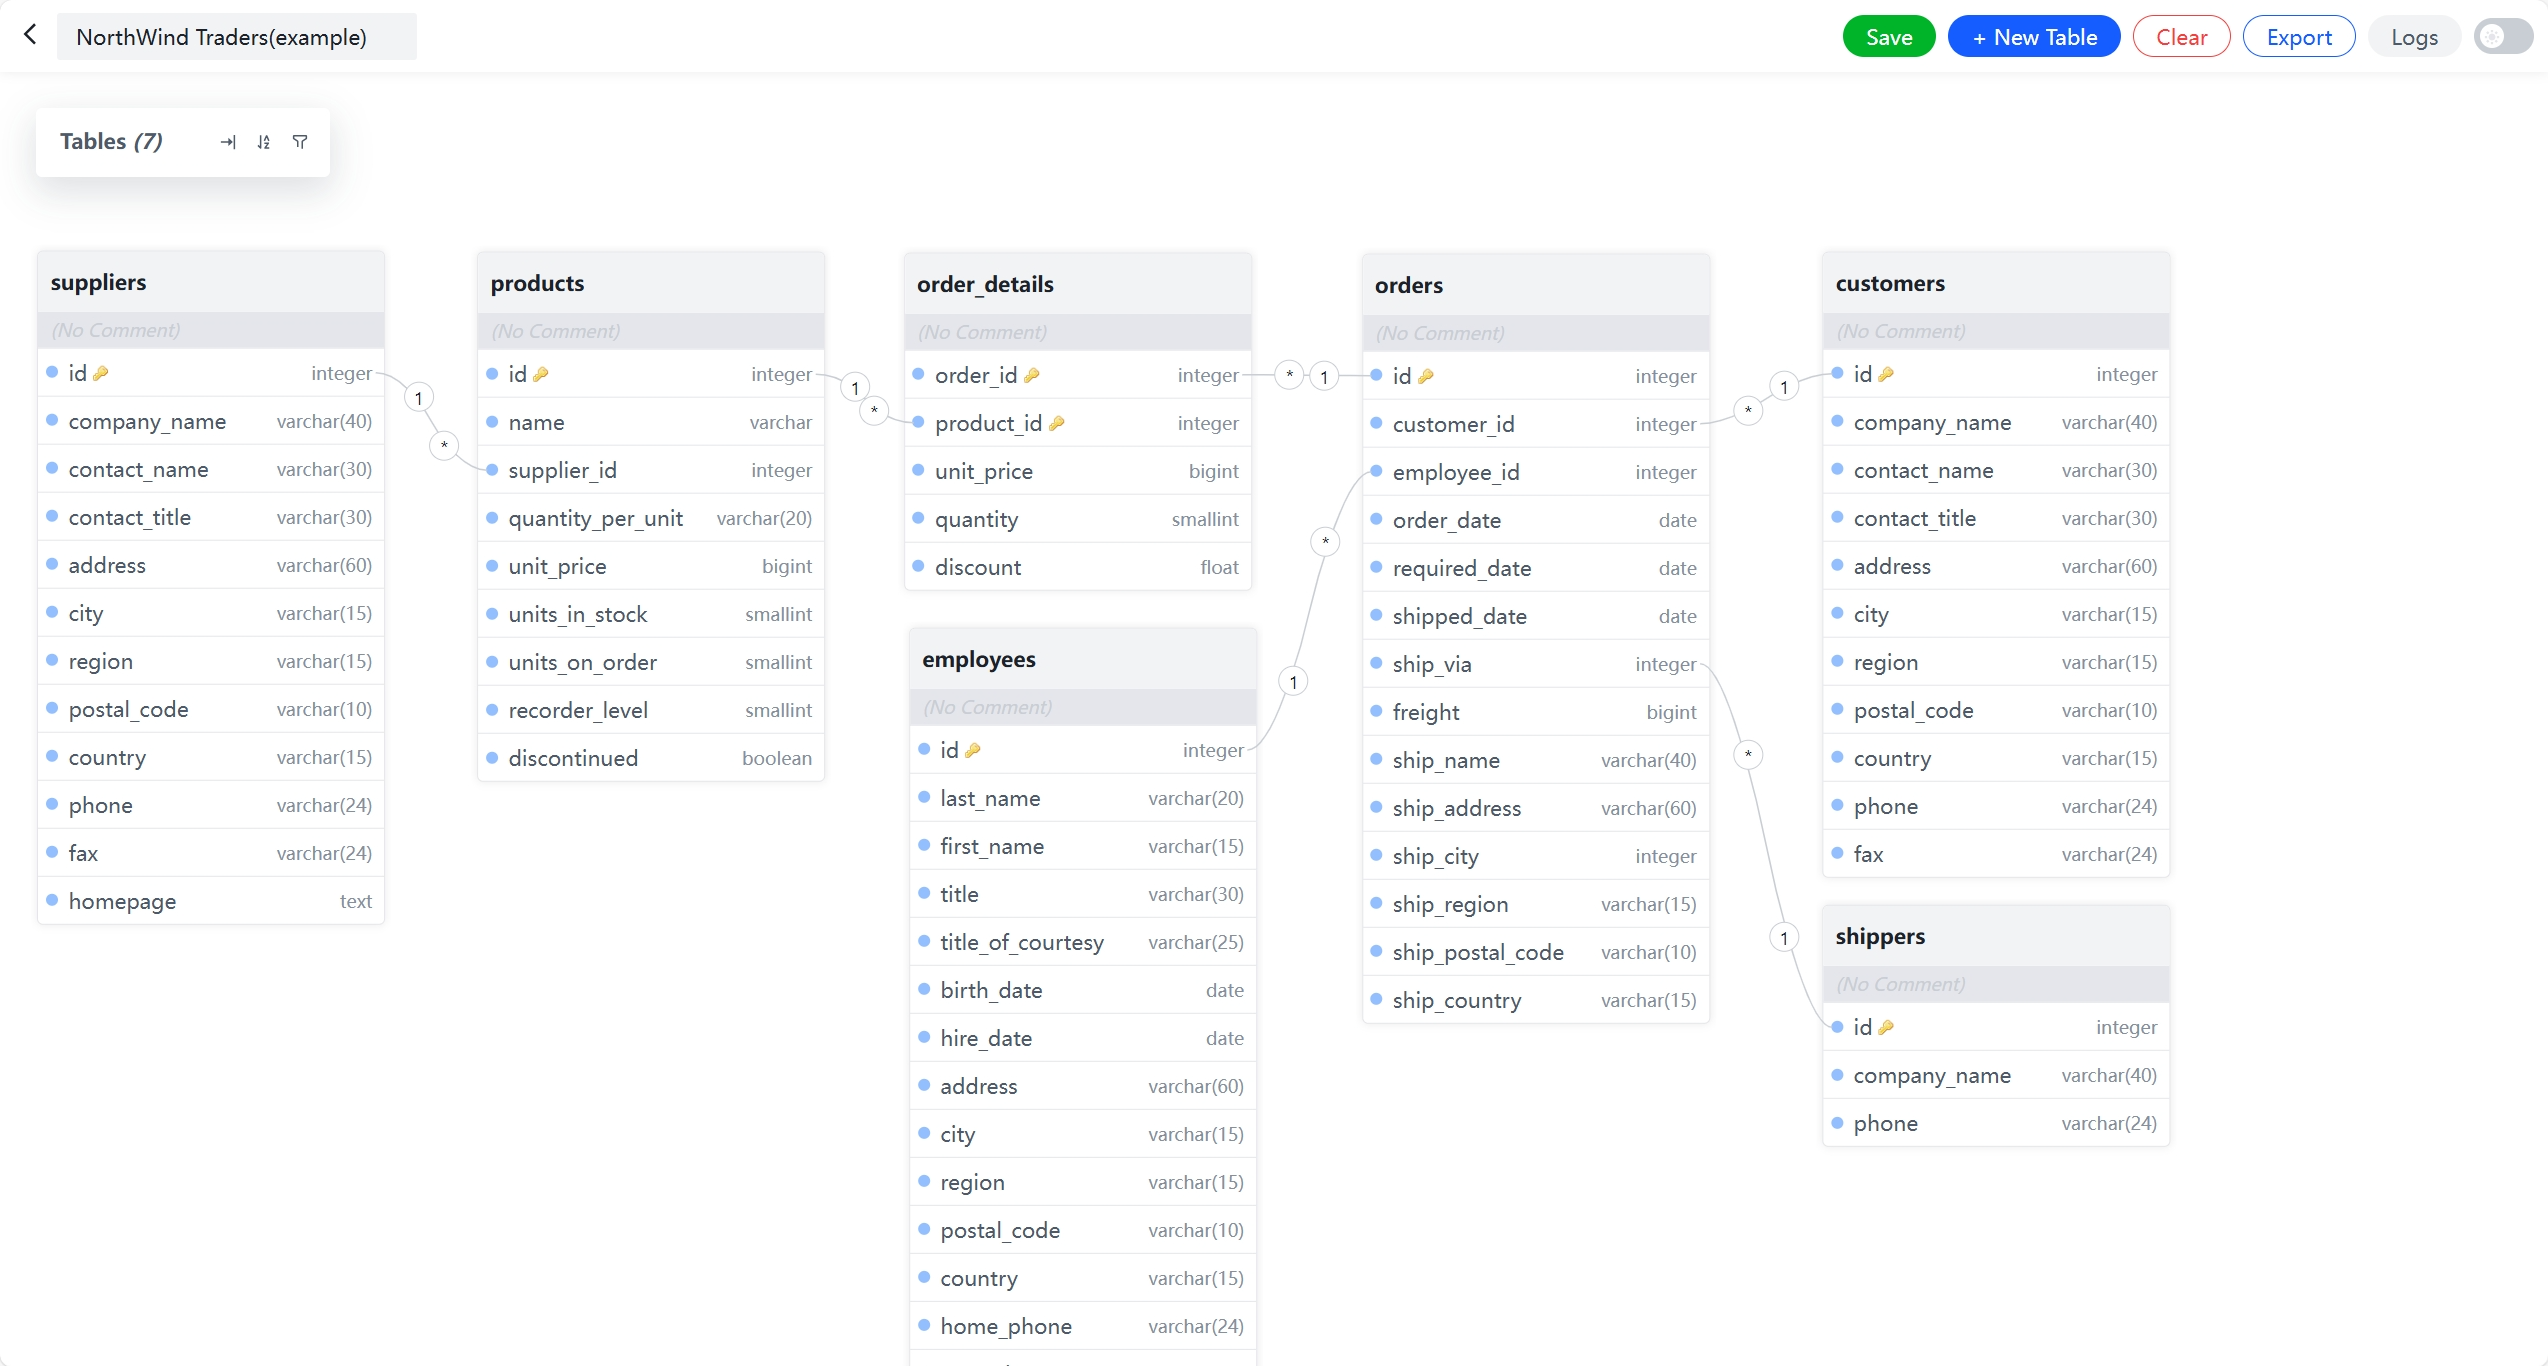 NorthWind Traders(example)
Save
+ New Table
Clear
Export
Logs
Tables (7)
suppliers
(No Comment)
id integer
company_name varchar(40)
contact_name varchar(30)
contact_title varchar(30)
address varchar(60)
city varchar(15)
region varchar(15)
postal_code varchar(10)
country varchar(15)
phone varchar(24)
fax varchar(24)
homepage text
1
*
products
(No Comment)
id integer
name varchar
supplier_id integer
quantity_per_unit varchar(20)
unit_price bigint
units_in_stock smallint
units_on_order smallint
recorder_level smallint
discontinued boolean
1
*
order_details
(No Comment)
order_id integer
product_id integer
unit_price bigint
quantity smallint
discount float
* 1
employees
(No Comment)
id integer
last_name varchar(20)
first_name varchar(15)
title varchar(30)
title_of_courtesy varchar(25)
birth_date date
hire_date date
address varchar(60)
city varchar(15)
region varchar(15)
postal_code varchar(10)
country varchar(15)
home_phone varchar(24)
*
1
orders
(No Comment)
id integer
customer_id integer
employee_id integer
order_date date
required_date date
shipped_date date
ship_via integer
freight bigint
ship_name varchar(40)
ship_address varchar(60)
ship_city integer
ship_region varchar(15)
ship_postal_code varchar(10)
ship_country varchar(15)
1
*
*
1
customers
(No Comment)
id integer
company_name varchar(40)
contact_name varchar(30)
contact_title varchar(30)
address varchar(60)
city varchar(15)
region varchar(15)
postal_code varchar(10)
country varchar(15)
phone varchar(24)
fax varchar(24)
shippers
(No Comment)
id integer
company_name varchar(40)
phone varchar(24)